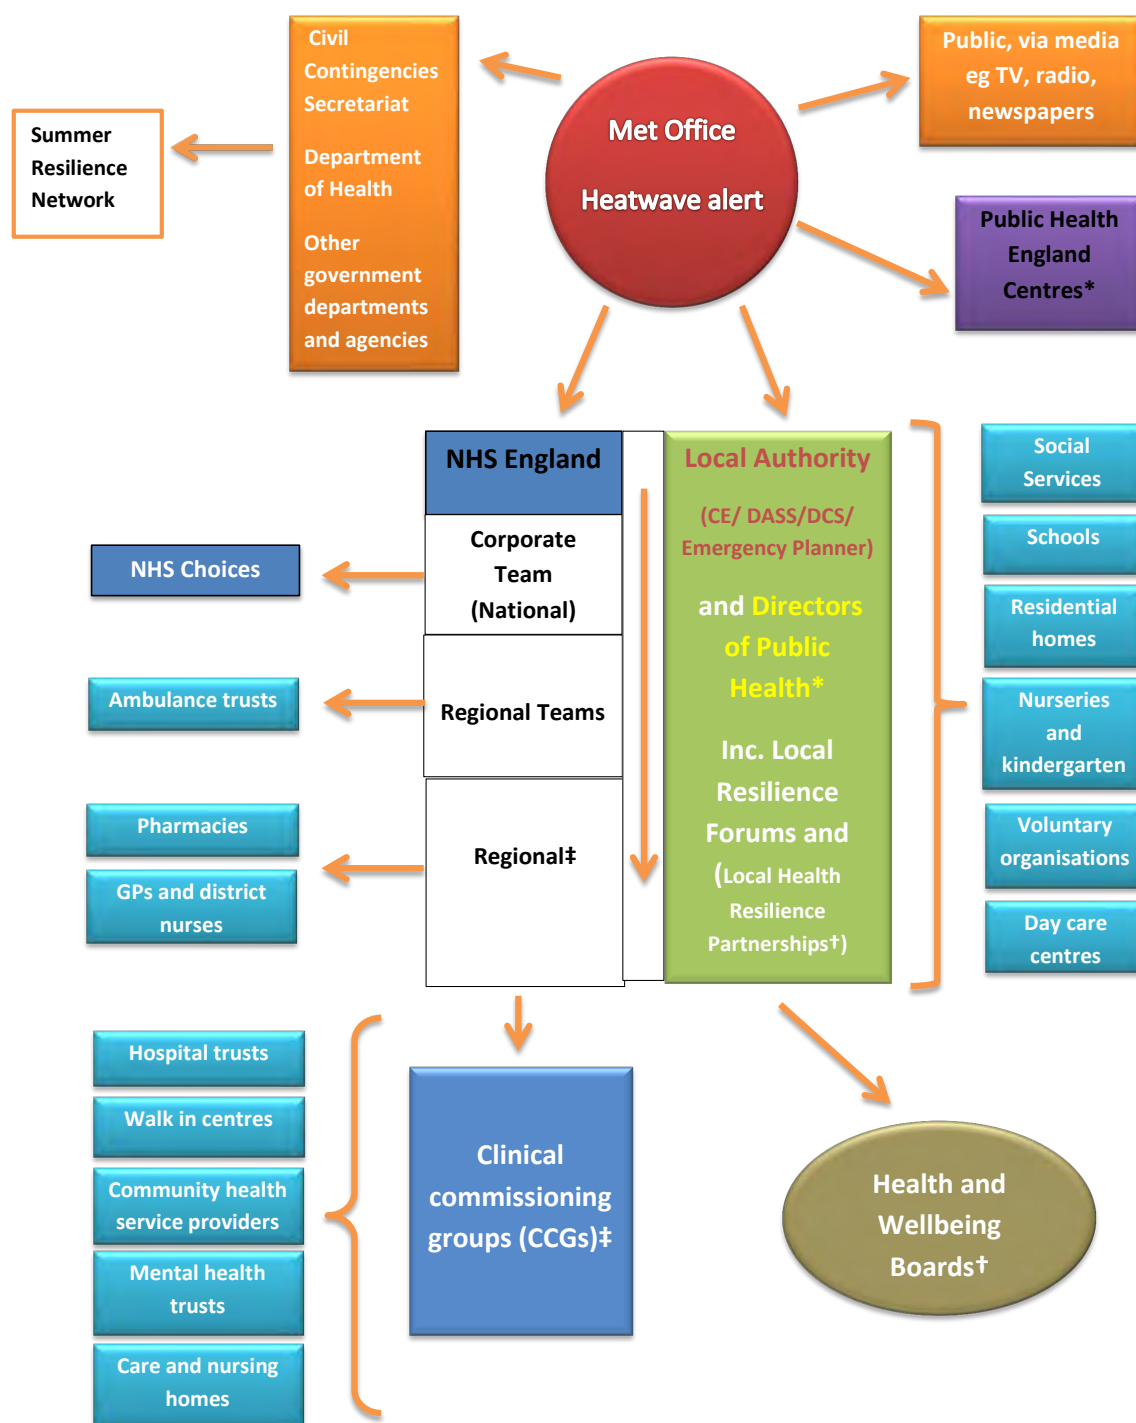 Civil
Contingencies
Secretariat
Department
of Health
Other
government
departments
and agencies
Summer
Resilience
Network
Met Office
Heatwave alert
Public, via media
eg TV, radio,
newspapers
Public Health
England
Centres*
NHS England
Corporate
Team
(National)
Regional Teams
Regional‡
NHS Choices
Ambulance trusts
Pharmacies
GPs and district
nurses
Local Authority
(CE/ DASS/DCS/
Emergency Planner)
and Directors
of Public
Health*
Inc. Local
Resilience
Forums and
(Local Health
Resilience
Partnerships†)
Social
Services
Schools
Residential
homes
Nurseries
and
kindergarten
Voluntary
organisations
Day care
centres
Hospital trusts
Walk in centres
Community health
service providers
Mental health
trusts
Care and nursing
homes
Clinical
commissioning
groups (CCGs)‡
Health and
Wellbeing
Boards†